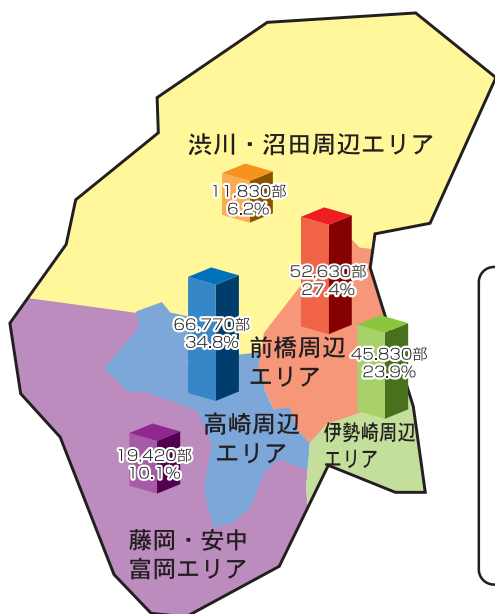 渋川・沼田周辺エリア
11,830部
6.2%
52,630部
27.4%
前橋周辺
エリア
66,770部
34.8%
高崎周辺
エリア
45,830部
23.9%
伊勢崎周辺
エリア
19,420部
10.1%
藤岡・安中
富岡エリア